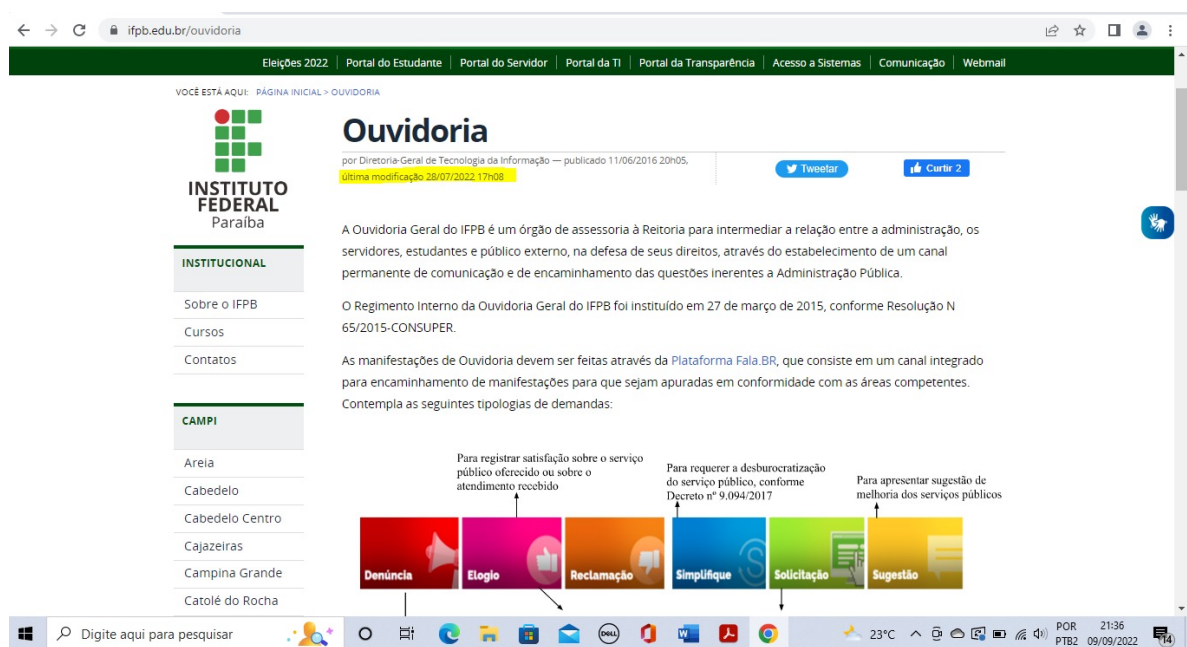 ifpb.edu.br/ouvidoria
Eleições 2022 | Portal do Estudante | Portal do Servidor | Portal da TI | Portal da Transparência | Acesso a Sistemas | Comunicação | Webmail
VOCÊ ESTÁ AQUI: PÁGINA INICIAL > OUVIDORIA
INSTITUTO
FEDERAL
Paraíba
INSTITUCIONAL
Sobre o IFPB
Cursos
Contatos
CAMPI
Areia
Cabedelo
Cabedelo Centro
Cajazeiras
Campina Grande
Catolé do Rocha
Ouvidoria
por Diretoria-Geral de Tecnologia da Informação — publicado 11/06/2016 20h05,
última modificação 28/07/2022 17h08
Tweetar
Curtir 2
A Ouvidoria Geral do IFPB é um órgão de assessoria à Reitoria para intermediar a relação entre a administração, os
servidores, estudantes e público externo, na defesa de seus direitos, através do estabelecimento de um canal
permanente de comunicação e de encaminhamento das questões inerentes a Administração Pública.
O Regimento Interno da Ouvidoria Geral do IFPB foi instituído em 27 de março de 2015, conforme Resolução N
65/2015-CONSUPER.
As manifestações de Ouvidoria devem ser feitas através da Plataforma Fala.BR, que consiste em um canal integrado
para encaminhamento de manifestações para que sejam apuradas em conformidade com as áreas competentes.
Contempla as seguintes tipologias de demandas:
Para registrar satisfação sobre o serviço
público oferecido ou sobre o
atendimento recebido
Para requerer a desburocratização
do serviço público, conforme
Decreto nº 9.094/2017
Para apresentar sugestão de
melhoria dos serviços públicos
Denúncia
Elogio
Reclamação
Simplifique
Solicitação
Sugestão
Digite aqui para pesquisar
DELL
23°C
POR
PTB2
21:36
09/09/2022
14